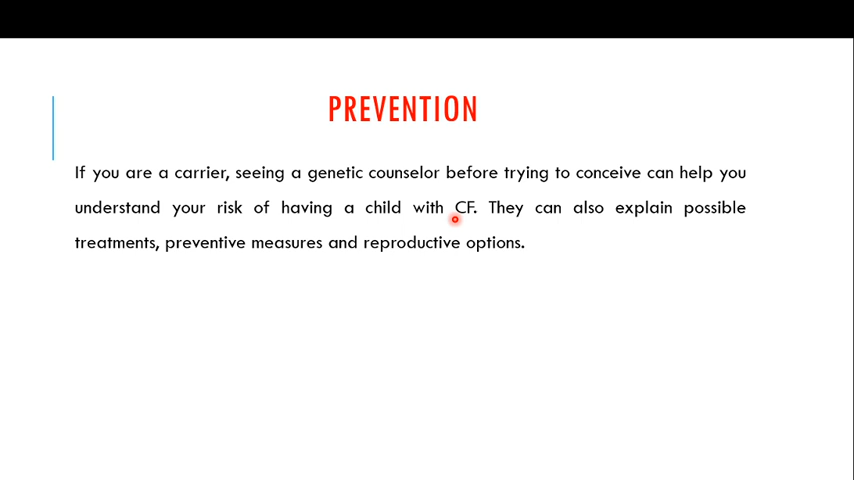 PREVENTION
If you are a carrier, seeing a genetic counselor before trying to conceive can help you
understand your risk of having a child with CF. They can also explain possible
treatments, preventive measures and reproductive options.